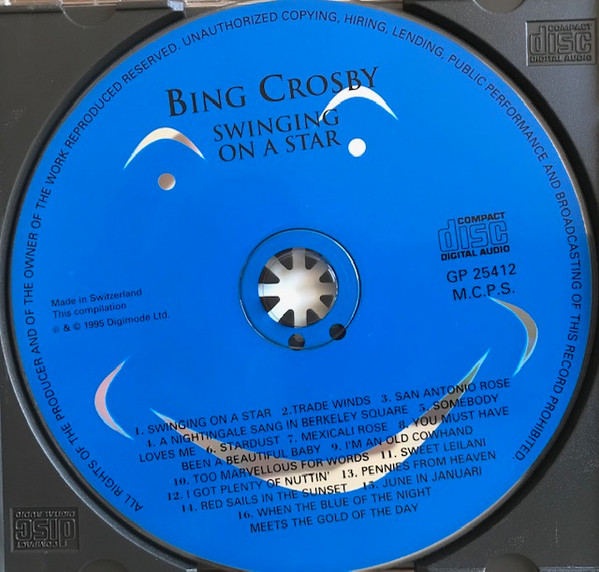 ALL RIGHTS OF THE PRODUCER AND OF THE OWNER OF THE WORK REPRODUCED RESERVED. UNAUTHORIZED COPYING, HIRING, LENDING, PUBLIC PERFORMANCE AND BROADCASTING OF THIS RECORD PROHIBITED.
COMPACT
disc
DIGITAL AUDIO
BING CROSBY
SWINGING
ON A STAR
COMPACT
disc
DIGITAL AUDIO
GP 25412
M.C.P.S.
Made in Switzerland
This compilation
℗ & © 1995 Digimode Ltd.
1. SWINGING ON A STAR 2.TRADE WINDS 3. SAN ANTONIO ROSE
4. A NIGHTINGALE SANG IN BERKELEY SQUARE 5. SOMEBODY
LOVES ME 6. STARDUST 7. MEXICALI ROSE 8. YOU MUST HAVE
BEEN A BEAUTIFUL BABY 9. I'M AN OLD COWHAND
10. TOO MARVELLOUS FOR WORDS 11. SWEET LEILANI
12. I GOT PLENTY OF NUTTIN' 13. PENNIES FROM HEAVEN
14. RED SAILS IN THE SUNSET 15. JUNE IN JANUARI
16. WHEN THE BLUE OF THE NIGHT
MEETS THE GOLD OF THE DAY
COMPACT
disc
DIGITAL AUDIO